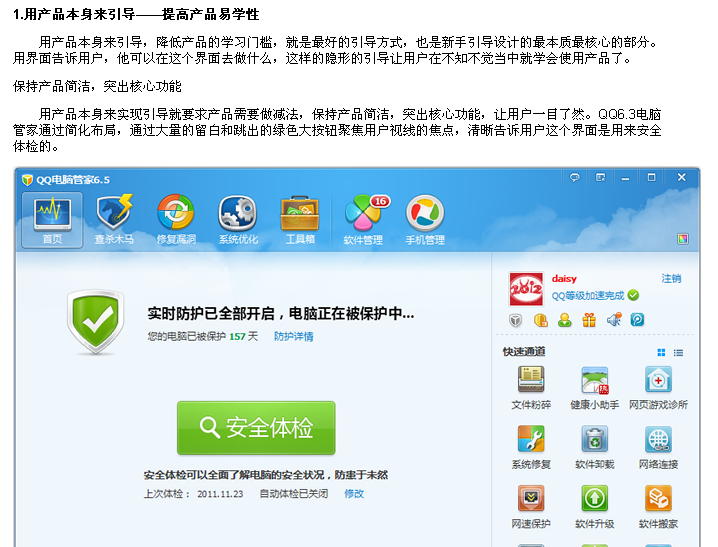 1.用产品本身来引导——提高产品易学性
用产品本身来引导，降低产品的学习门槛，就是最好的引导方式，也是新手引导设计的最本质最核心的部分。
用界面告诉用户，他可以在这个界面去做什么，这样的隐形的引导让用户在不知不觉当中就学会使用产品了。
保持产品简洁，突出核心功能
用产品本身来实现引导就要求产品需要做减法，保持产品简洁，突出核心功能，让用户一目了然。QQ6.3电脑
管家通过简化布局，通过大量的留白和跳出的绿色大按钮聚焦用户视线的焦点，清晰告诉用户这个界面是用来安全
体检的。
QQ电脑管家6.5
16
首页 查杀木马 修复漏洞 系统优化 工具箱 软件管理 手机管理
2012
daisy 注销
QQ等级加速完成
实时防护已全部开启，电脑正在被保护中...
您的电脑已被保护 157 天 防护详情
快速通道
文件粉碎 健康小助手 网页游戏诊所
安全体检
系统修复 软件卸载 网络连接
安全体检可以全面了解电脑的安全状况，防患于未然
上次体检： 2011.11.23 自动体检已关闭 修改
网速保护 软件升级 软件搬家